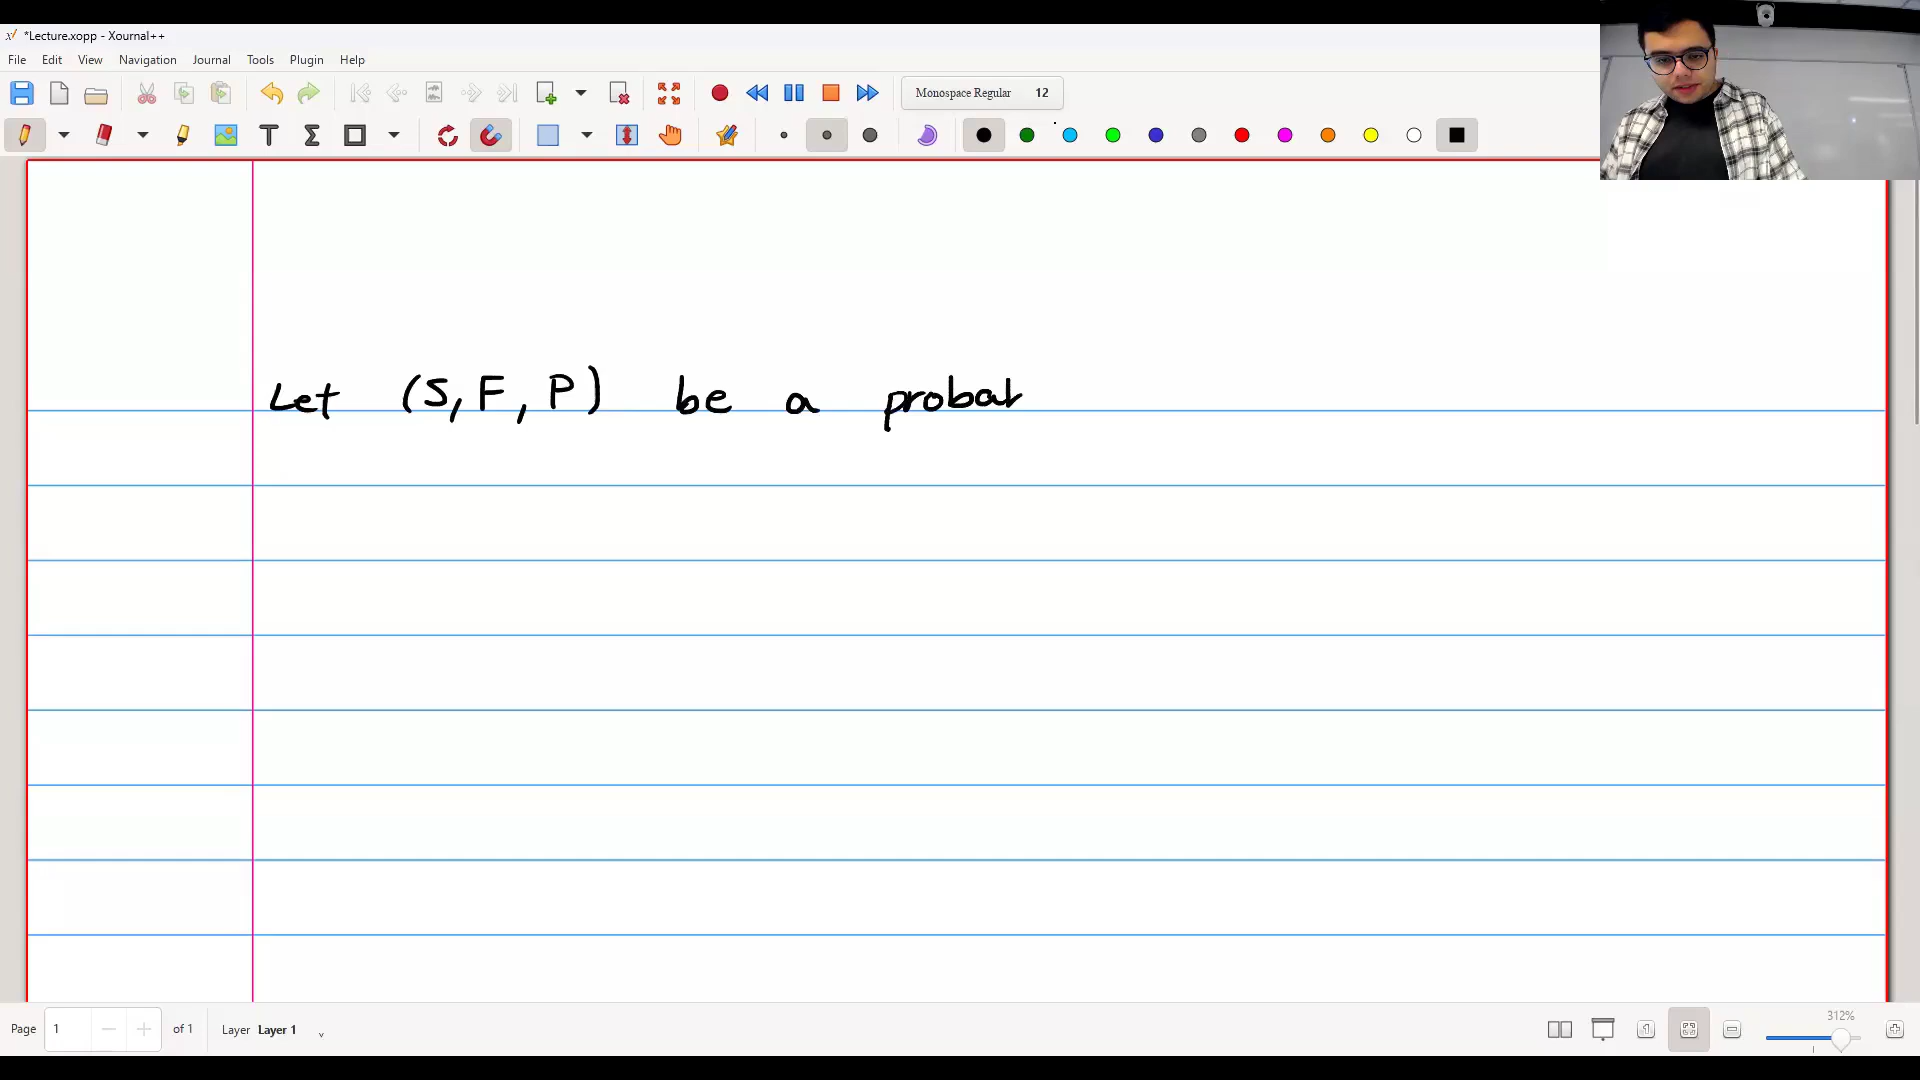 *Lecture.xopp - Xournal++
File Edit View Navigation Journal Tools Plugin Help
Monospace Regular 12
Let (S, F, P) be a probab
Page 1 of 1 Layer Layer 1
312%